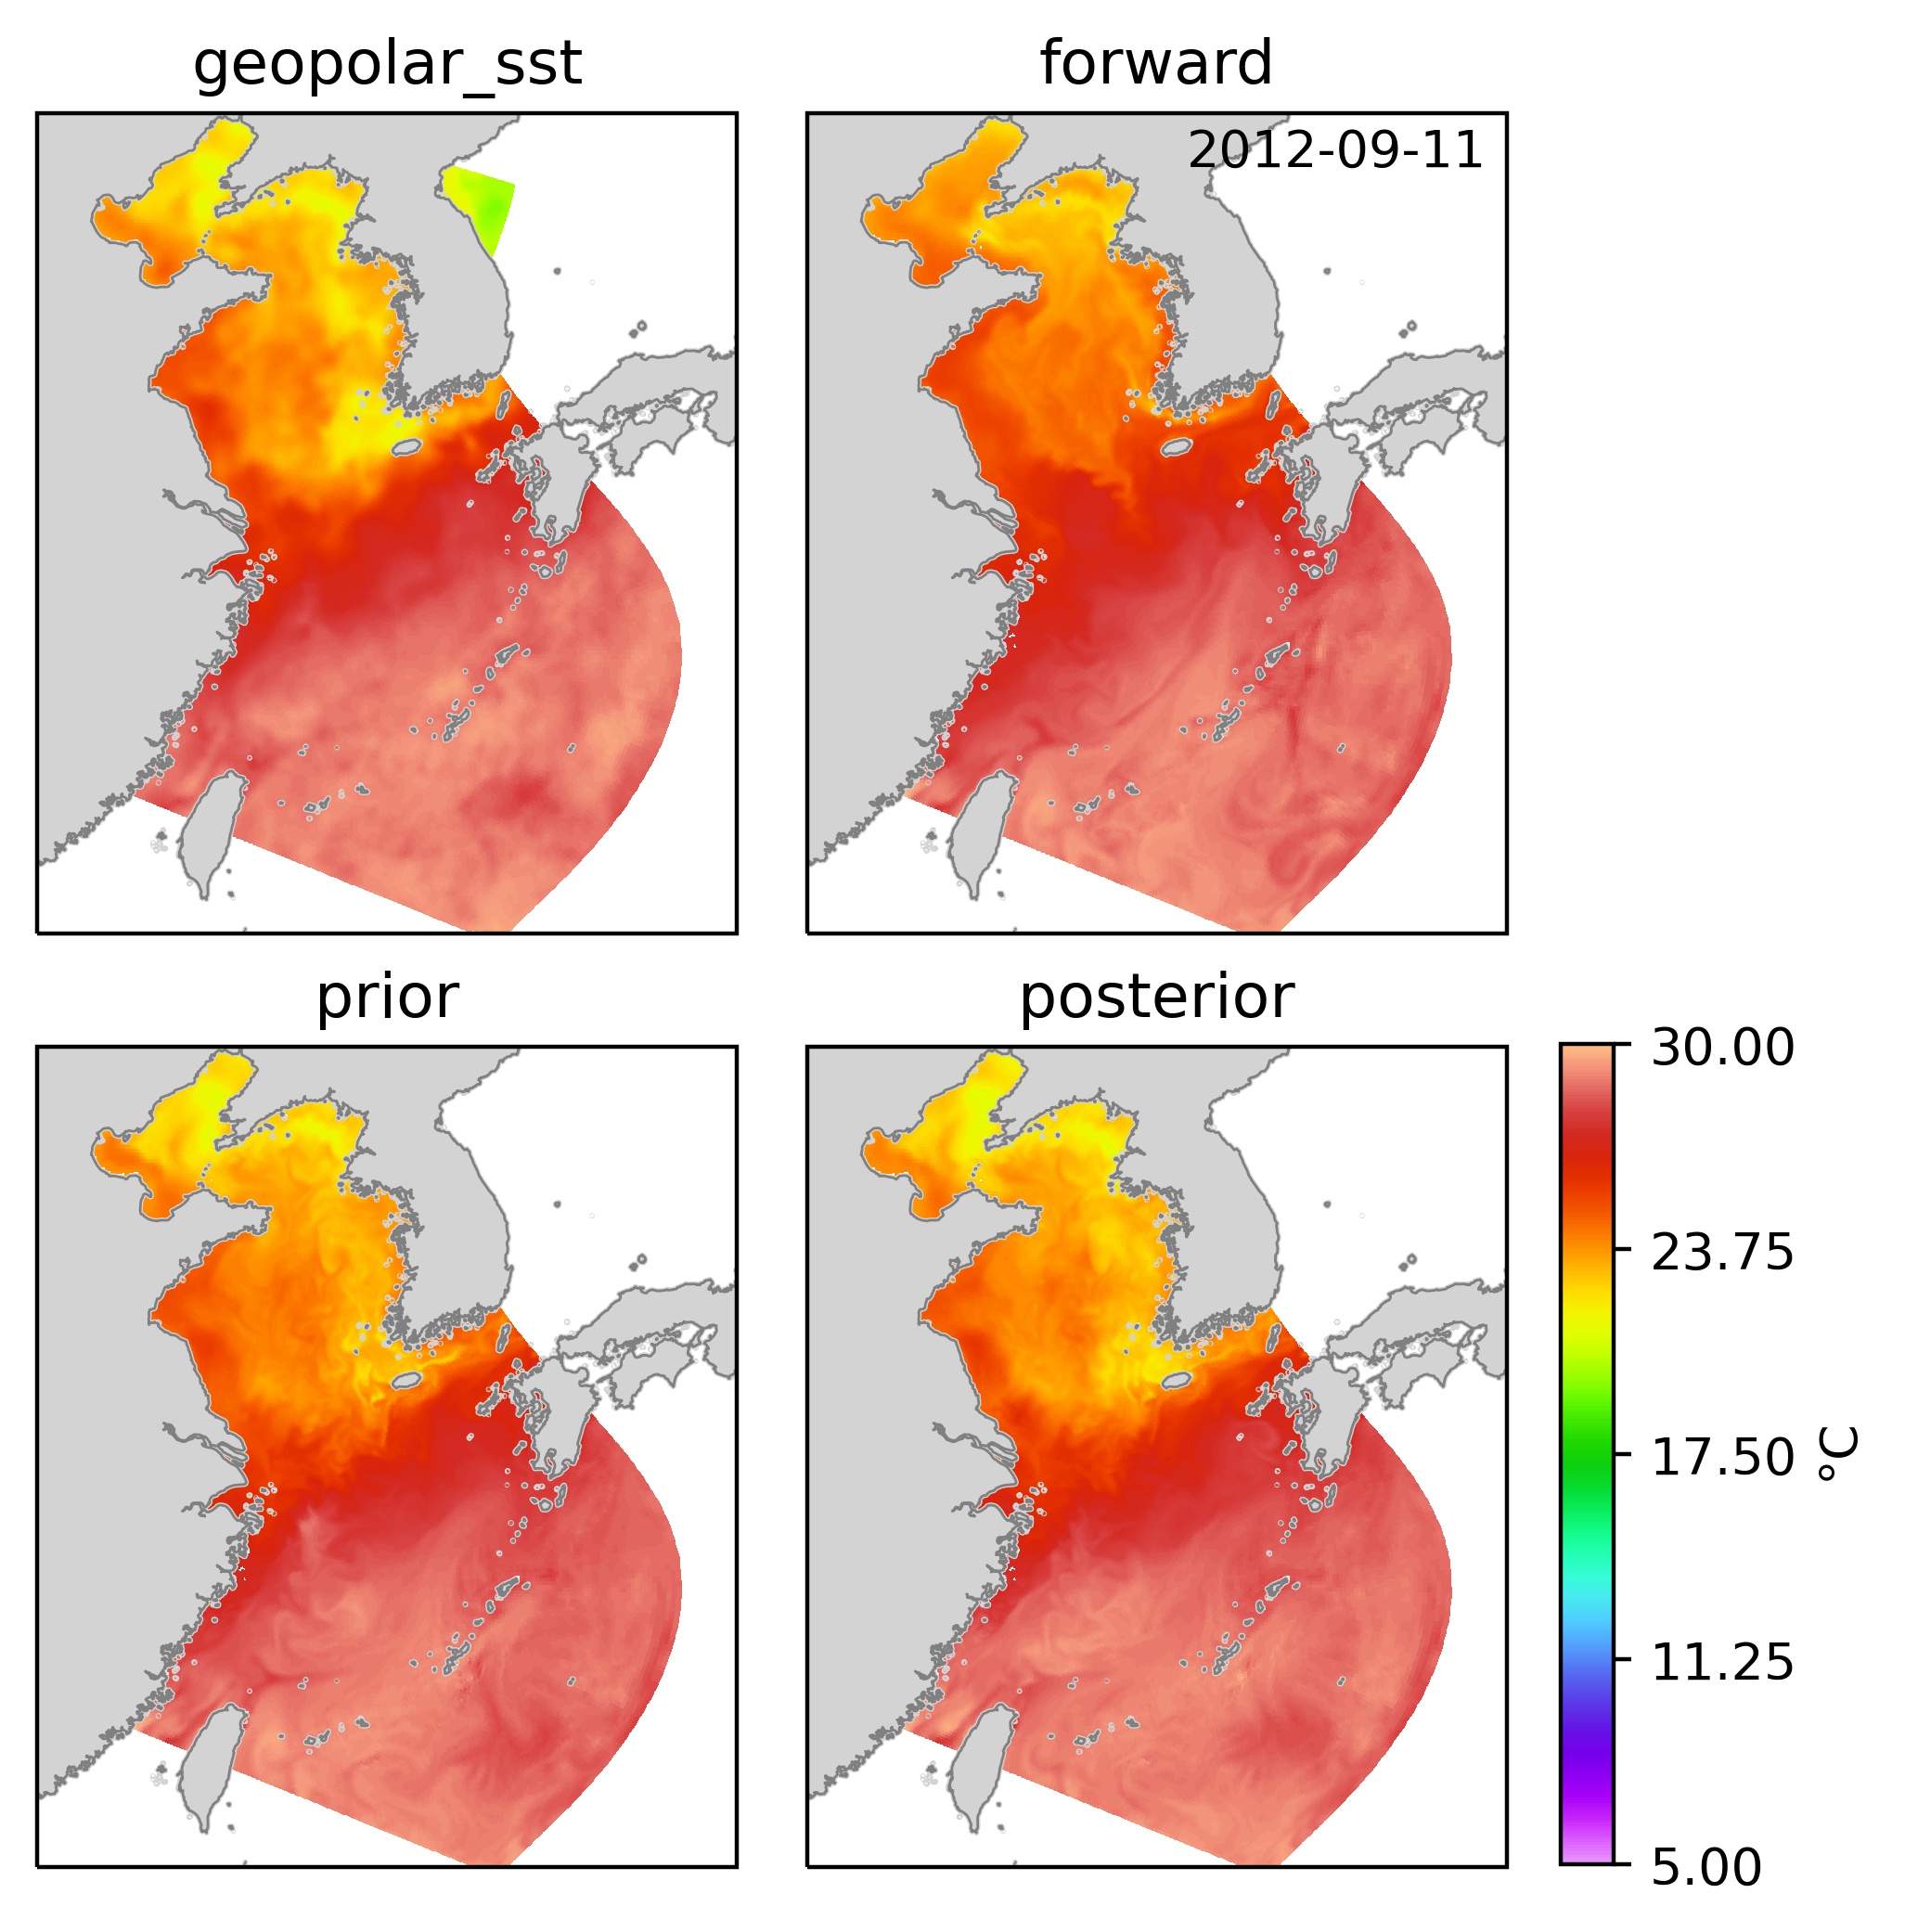 geopolar_sst
forward
2012-09-11
prior
posterior
30.00
23.75
17.50
11.25
5.00
°C